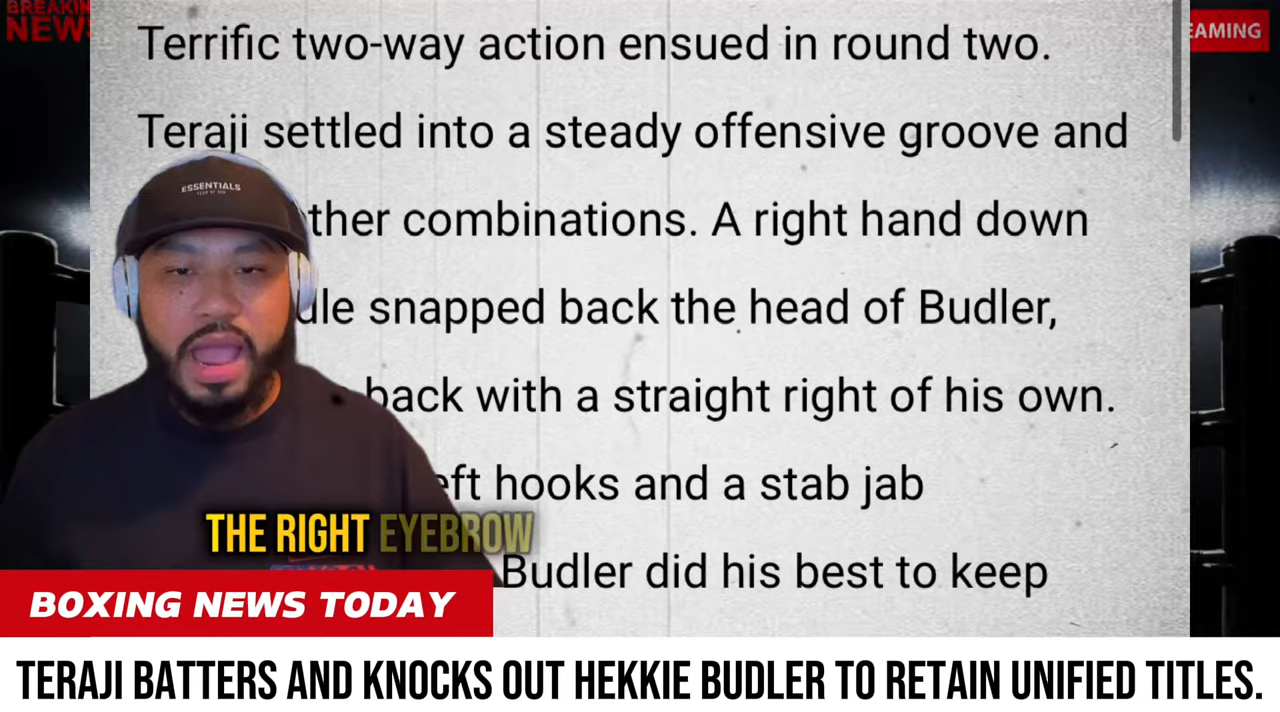 BREAKIN
NEWS
EAMING
Terrific two-way action ensued in round two.
Teraji settled into a steady offensive groove and
ther combinations. A right hand down
dle snapped back the head of Budler,
back with a straight right of his own.
eft hooks and a stab jab
Budler did his best to keep
ESSENTIALS
THE RIGHT EYEBROW
BOXING NEWS TODAY
TERAJI BATTERS AND KNOCKS OUT HEKKIE BUDLER TO RETAIN UNIFIED TITLES.